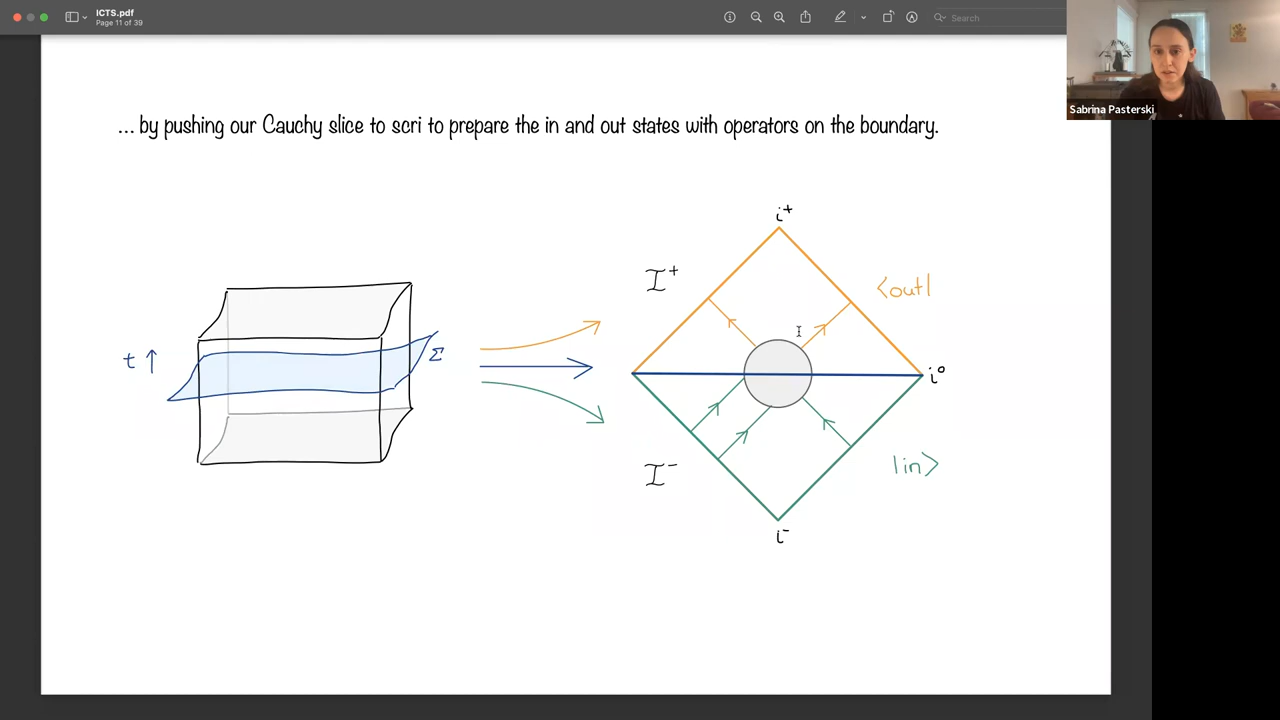 ICTS.pdf
Page 11 of 39
Search
Sabrina Pasterski
... by pushing our Cauchy slice to scri to prepare the in and out states with operators on the boundary.
i⁺
I⁺
⟨out|
t ↑
Σ
i⁰
I⁻
|in⟩
i⁻